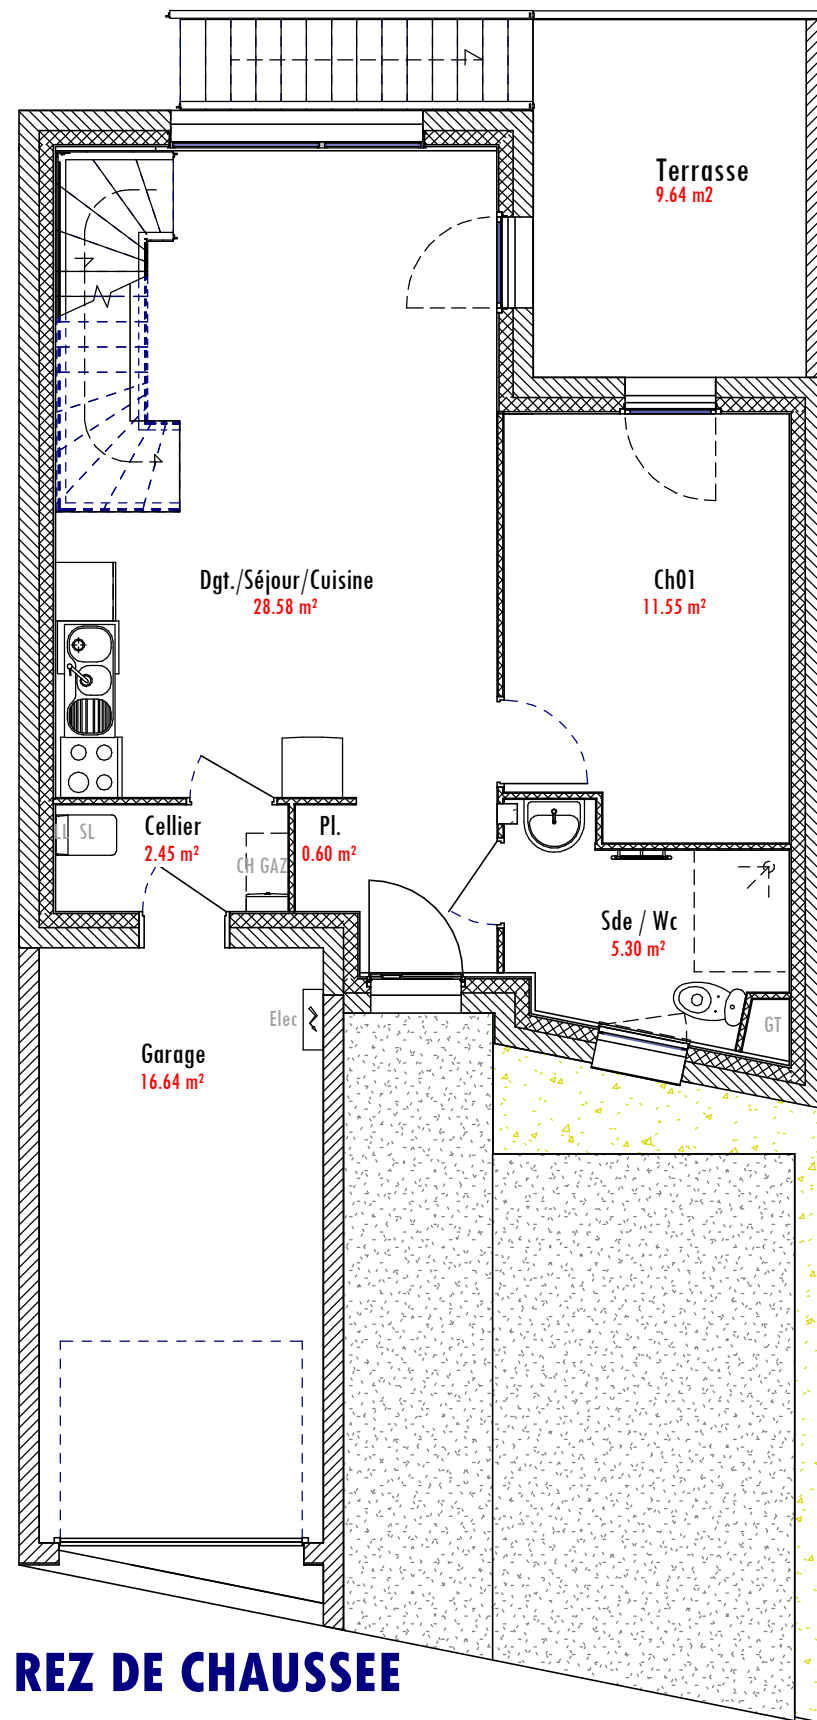 Terrasse
9.64 m2
Dgt./Séjour/Cuisine
28.58 m²
Ch01
11.55 m²
LL SL
Cellier
2.45 m²
CH GAZ
Pl.
0.60 m²
Sde / Wc
5.30 m²
GT
Elec
Garage
16.64 m²
REZ DE CHAUSSEE